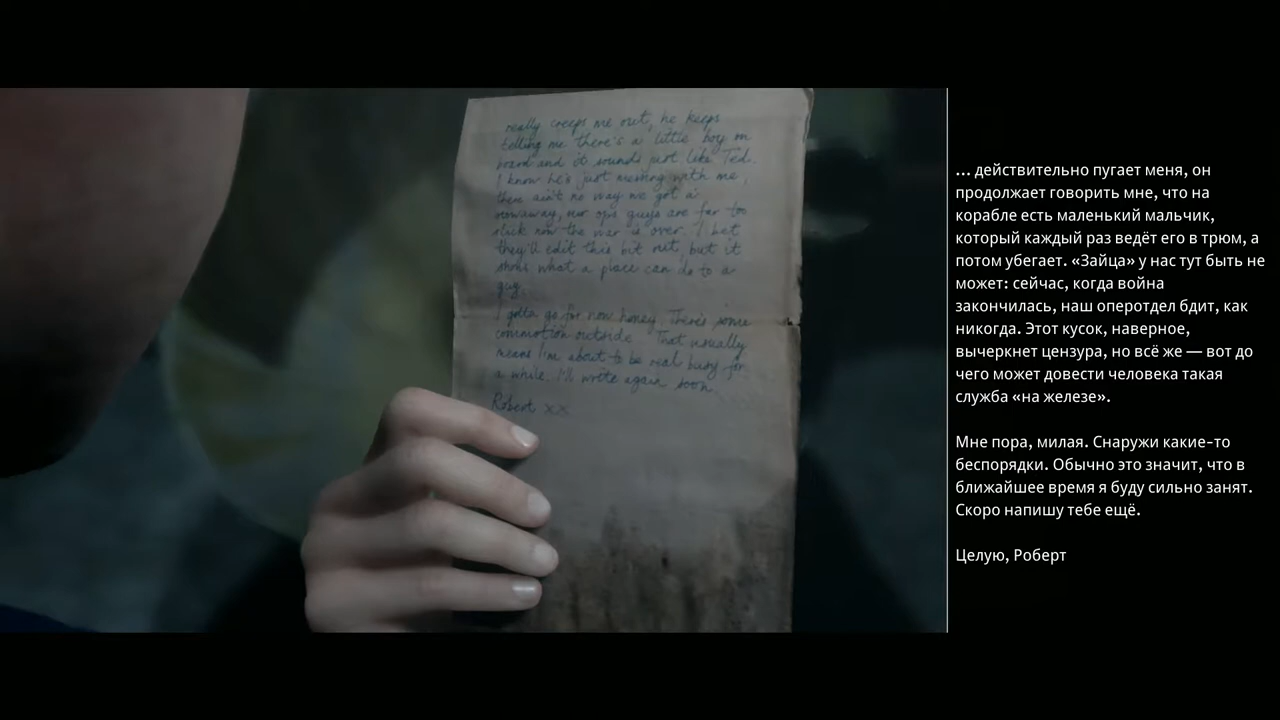 really creeps me out, he keeps
telling me there's a little boy on
board and it sounds just like Ted.
I know he's just messing with me,
there ain't no way we got a
stowaway, our ops guys are far too
slick now the war is over. I bet
they'll edit this bit out, but it
shows what a place can do to a
guy.
I gotta go for now honey. There's some
commotion outside. That usually
means I'm about to be real busy for
a while. I'll write again soon.
Robert xx
... действительно пугает меня, он
продолжает говорить мне, что на
корабле есть маленький мальчик,
который каждый раз ведёт его в трюм, а
потом убегает. «Зайца» у нас тут быть не
может: сейчас, когда война
закончилась, наш оперотдел бдит, как
никогда. Этот кусок, наверное,
вычеркнет цензура, но всё же — вот до
чего может довести человека такая
служба «на железе».
Мне пора, милая. Снаружи какие-то
беспорядки. Обычно это значит, что в
ближайшее время я буду сильно занят.
Скоро напишу тебе ещё.
Целую, Роберт